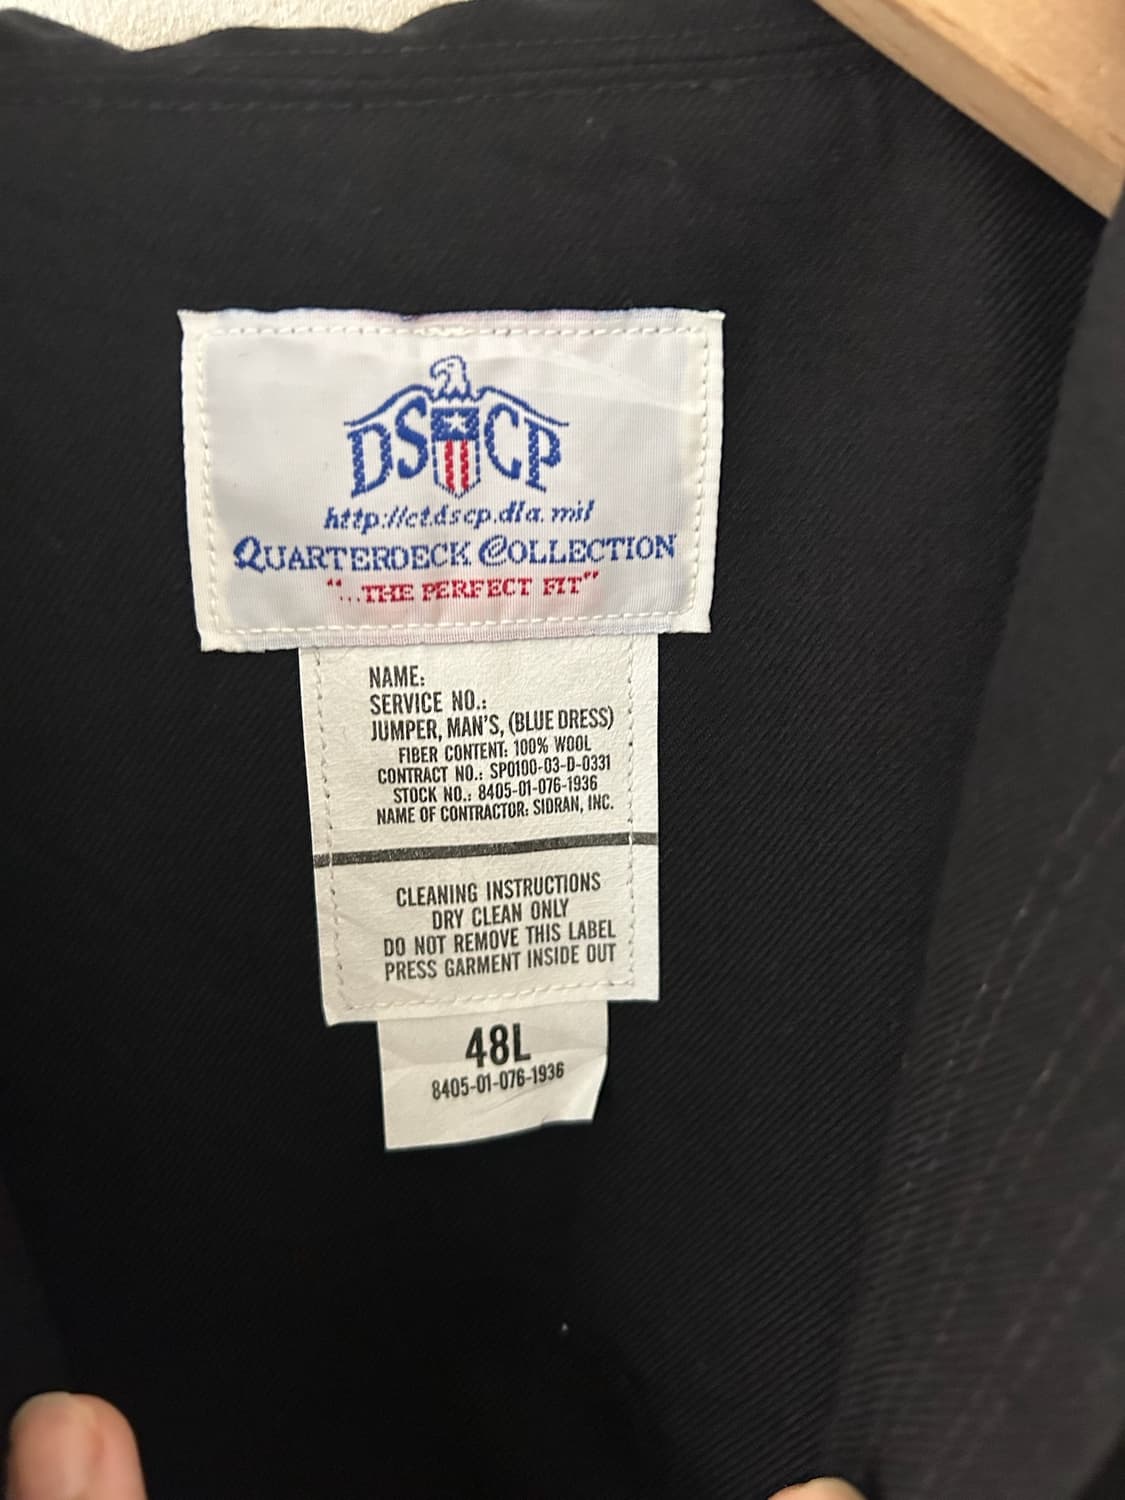 DSCP
http://ct.dscp.dla.mil
QUARTERDECK COLLECTION
"...THE PERFECT FIT"
NAME:
SERVICE NO.:
JUMPER, MAN'S, (BLUE DRESS)
FIBER CONTENT: 100% WOOL
CONTRACT NO.: SP0100-03-D-0331
STOCK NO.: 8405-01-076-1936
NAME OF CONTRACTOR: SIDRAN, INC.
CLEANING INSTRUCTIONS
DRY CLEAN ONLY
DO NOT REMOVE THIS LABEL
PRESS GARMENT INSIDE OUT
48L
8405-01-076-1936